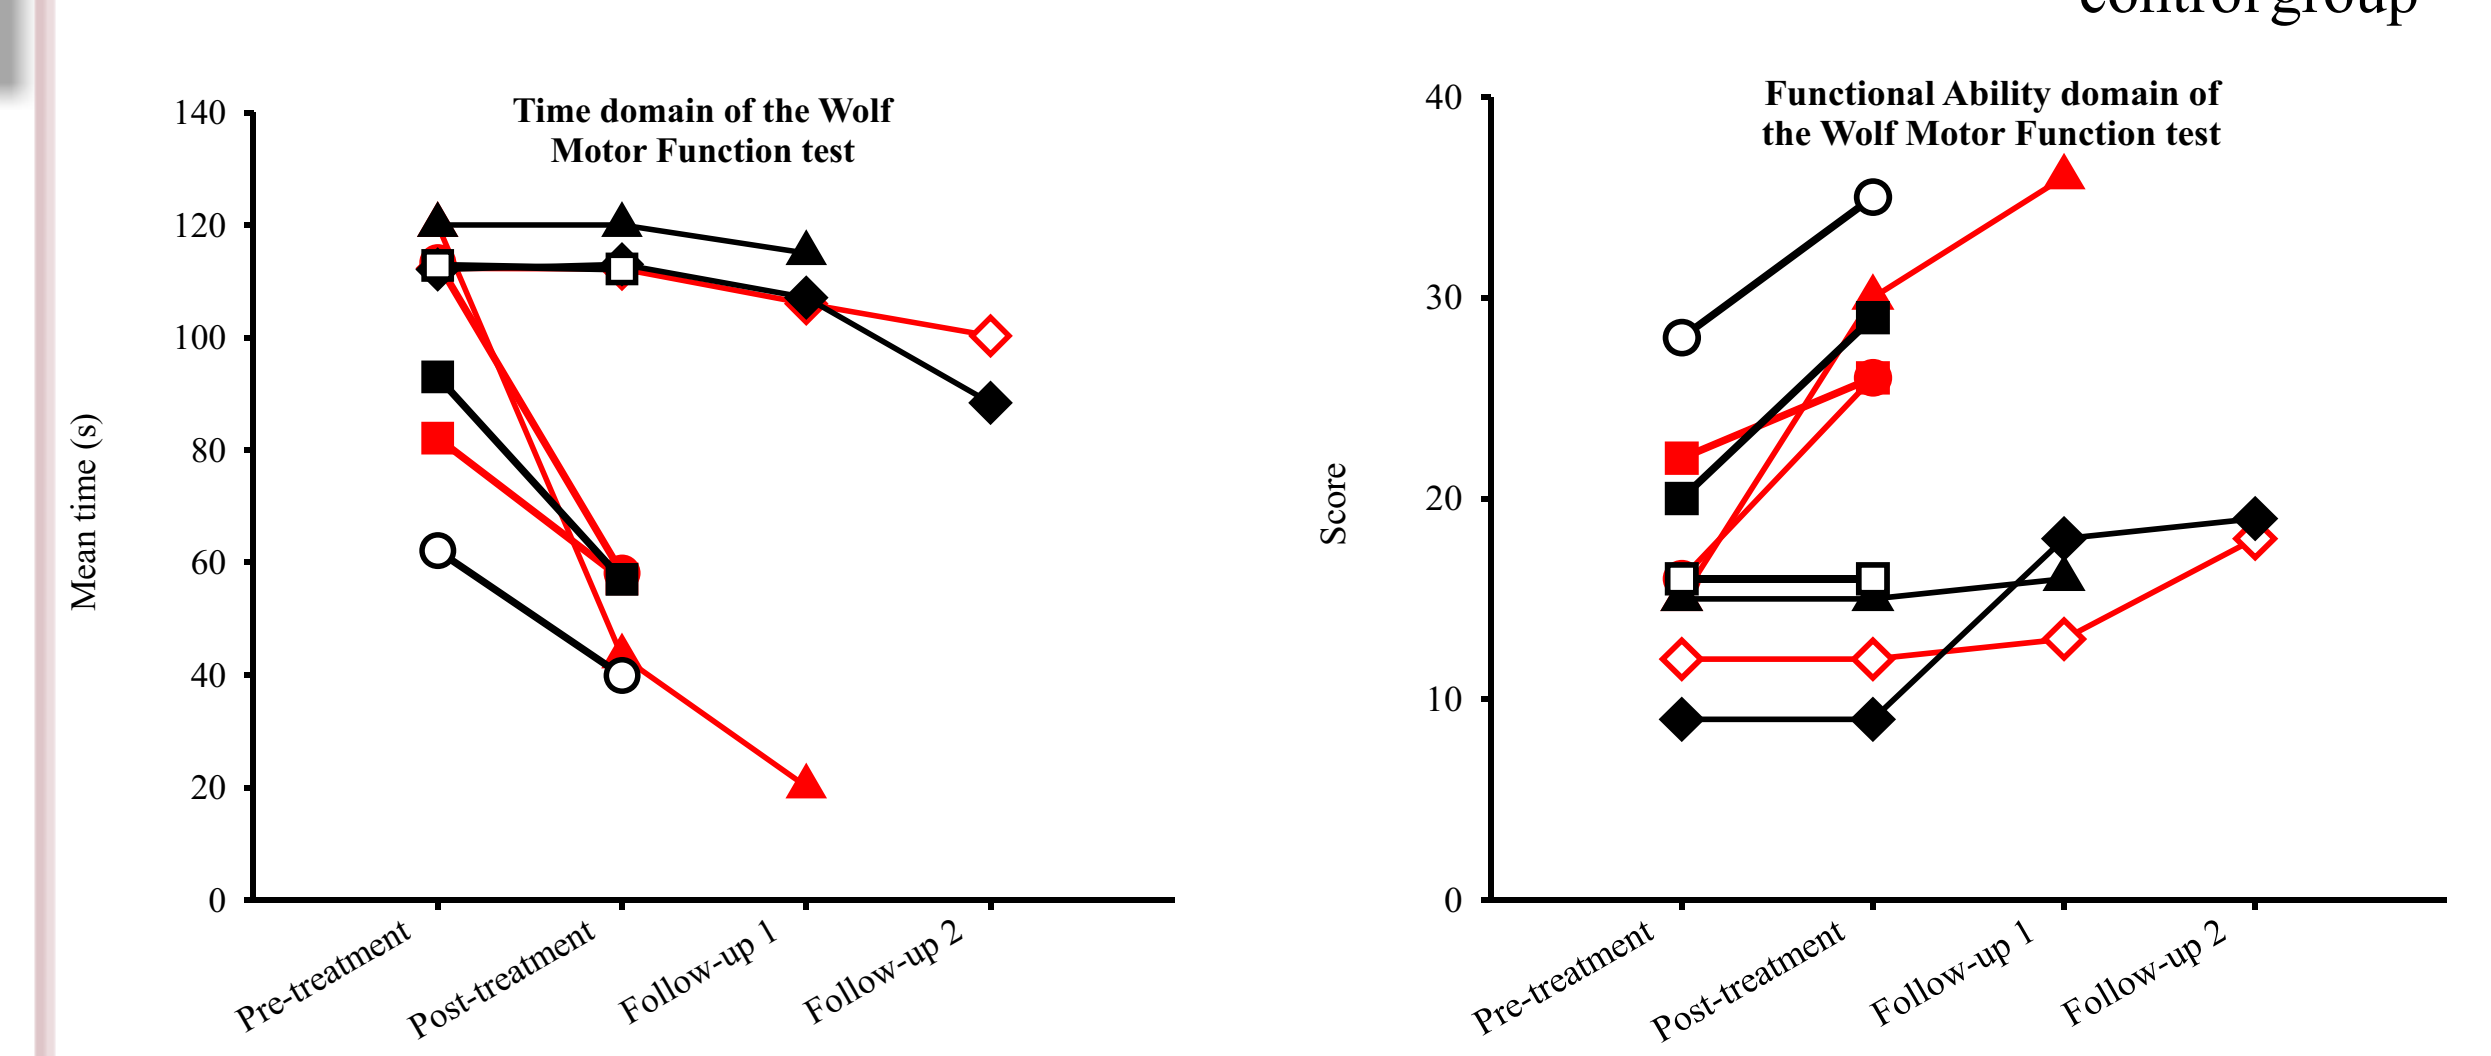 control group
Time domain of the Wolf
Motor Function test
140
120
100
80
60
40
20
0
Mean time (s)
Pre-treatment
Post-treatment
Follow-up 1
Follow-up 2
Functional Ability domain of
the Wolf Motor Function test
40
30
20
10
0
Score
Pre-treatment
Post-treatment
Follow-up 1
Follow-up 2